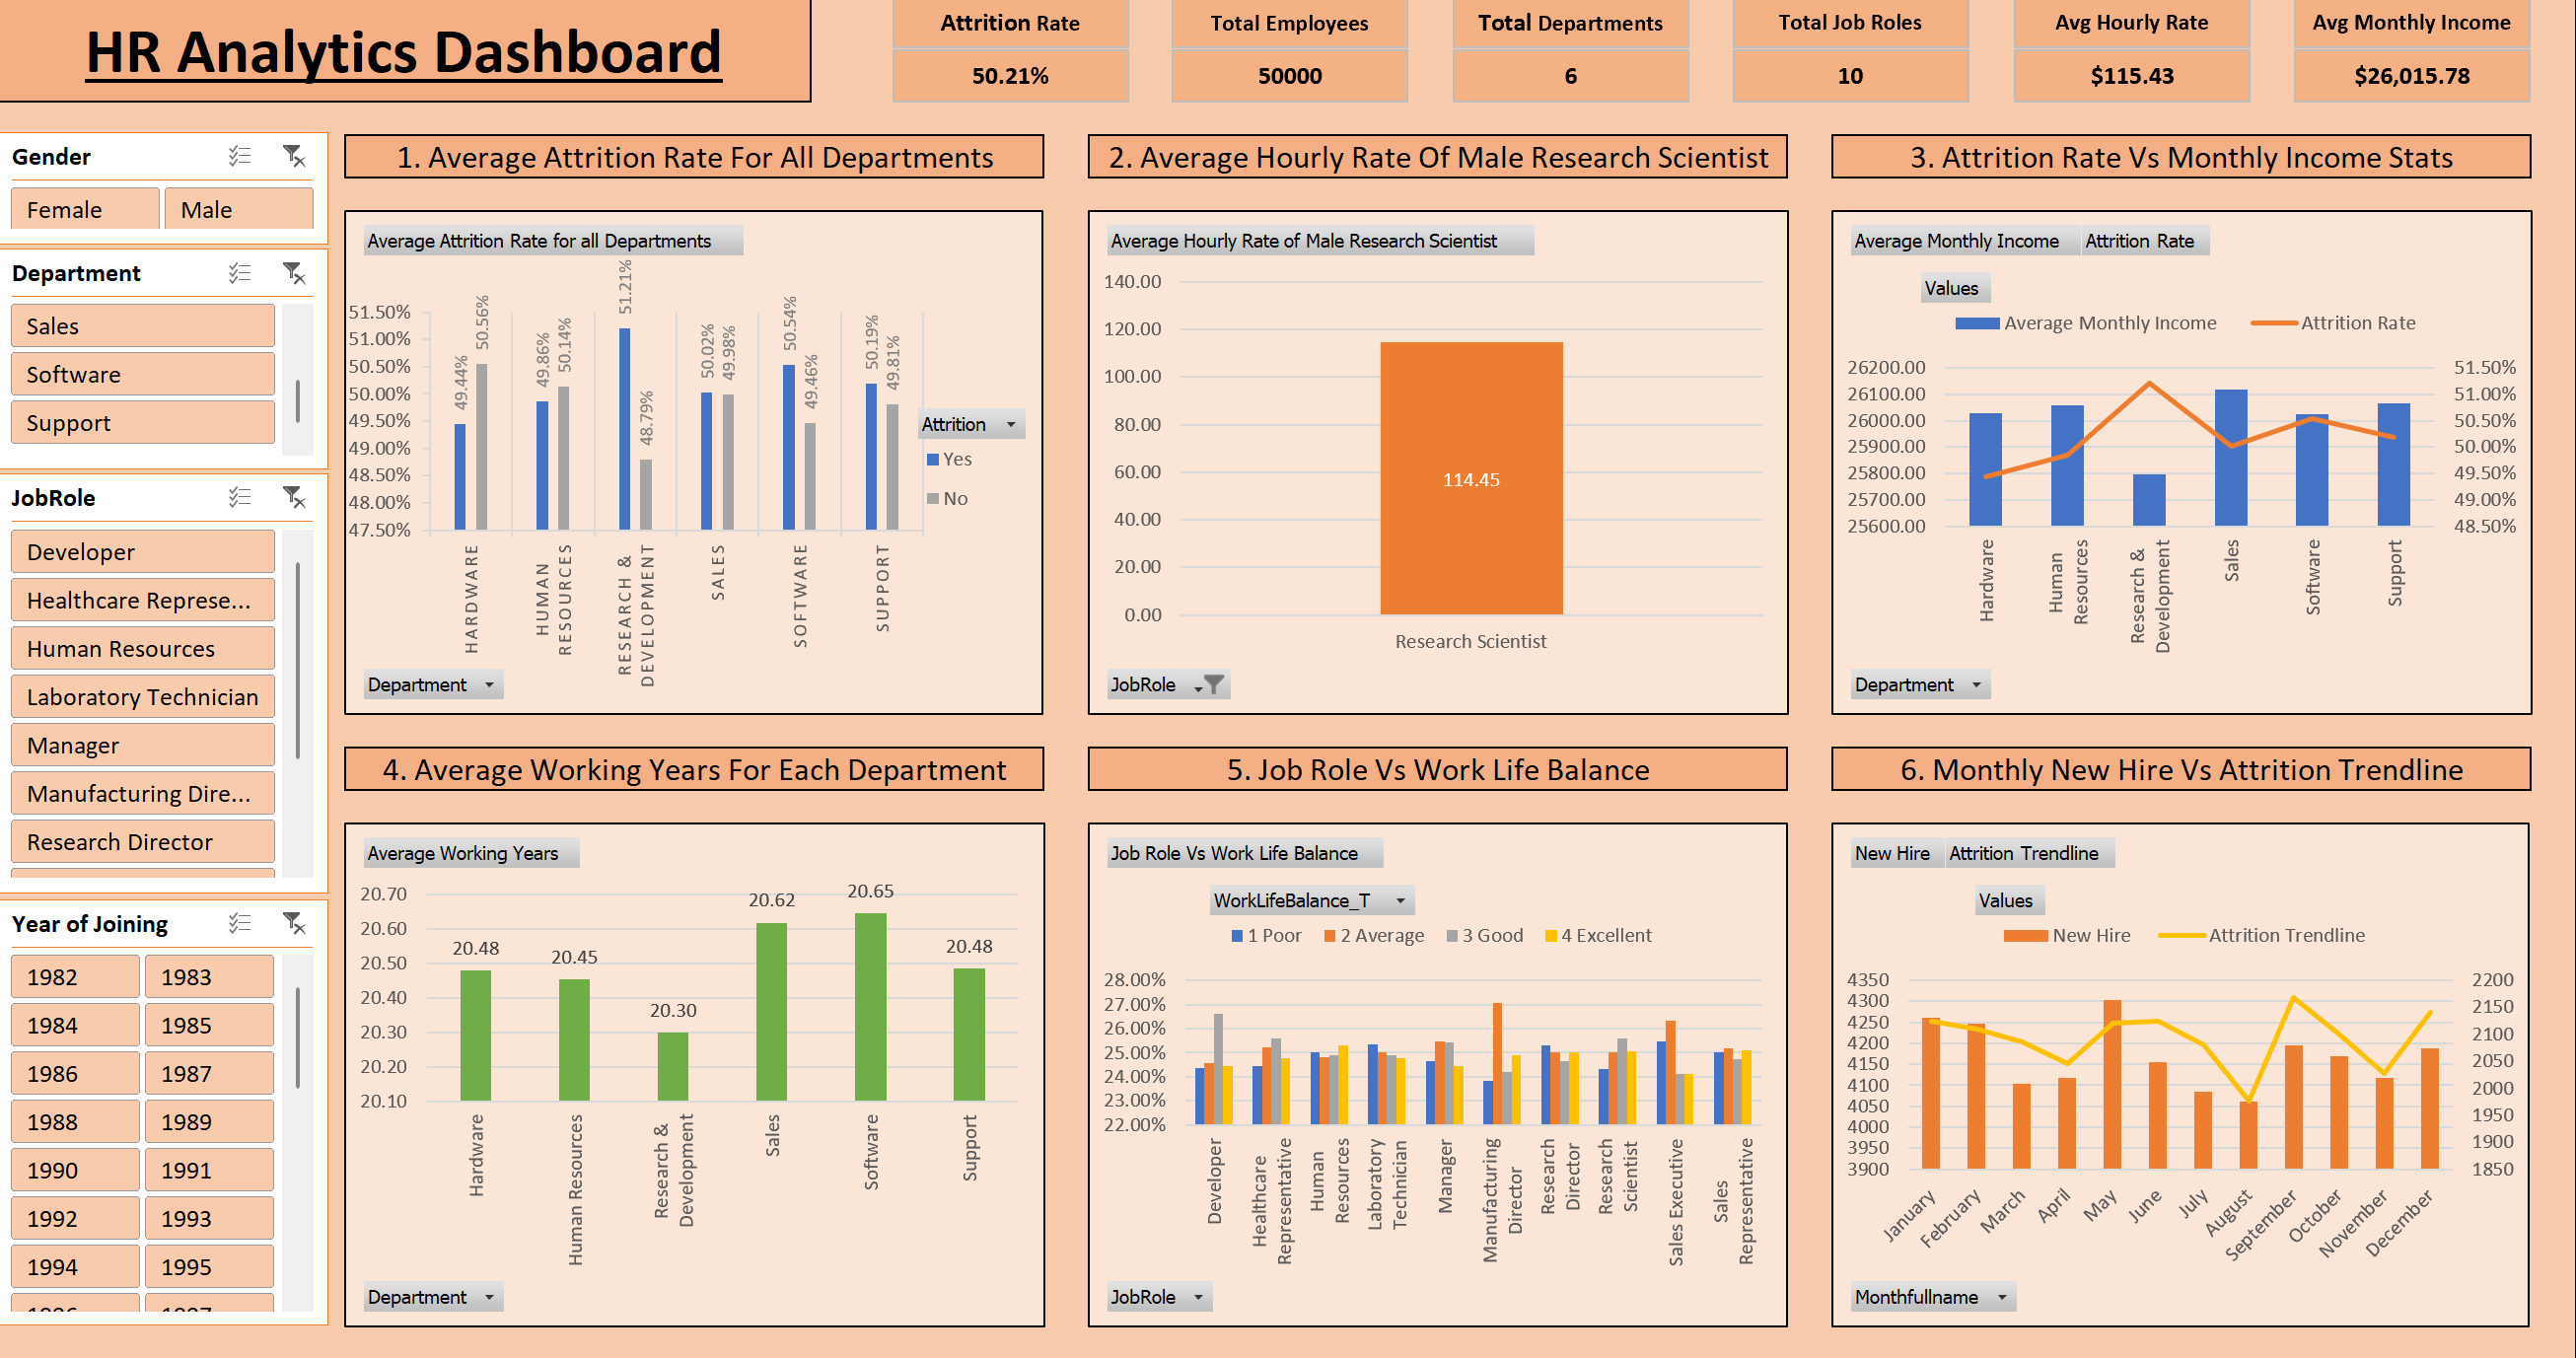 HR Analytics Dashboard
Attrition Rate
50.21%
Total Employees
50000
Total Departments
6
Total Job Roles
10
Avg Hourly Rate
$115.43
Avg Monthly Income
$26,015.78
Gender
Female
Male
Department
Sales
Software
Support
JobRole
Developer
Healthcare Represe...
Human Resources
Laboratory Technician
Manager
Manufacturing Dire...
Research Director
Year of Joining
1982 1983
1984 1985
1986 1987
1988 1989
1990 1991
1992 1993
1994 1995
1. Average Attrition Rate For All Departments
Average Attrition Rate for all Departments
51.50%
51.00%
50.50%
50.00%
49.50%
49.00%
48.50%
48.00%
47.50%
49.44%
50.56%
49.86%
50.14%
51.21%
48.79%
50.02%
49.98%
50.54%
49.46%
50.19%
49.81%
HARDWARE
HUMAN
RESOURCES
RESEARCH &
DEVELOPMENT
SALES
SOFTWARE
SUPPORT
Attrition
Yes
No
Department
2. Average Hourly Rate Of Male Research Scientist
Average Hourly Rate of Male Research Scientist
140.00
120.00
100.00
80.00
60.00
40.00
20.00
0.00
114.45
Research Scientist
JobRole
3. Attrition Rate Vs Monthly Income Stats
Average Monthly Income
Attrition Rate
Values
Average Monthly Income
Attrition Rate
26200.00
26100.00
26000.00
25900.00
25800.00
25700.00
25600.00
51.50%
51.00%
50.50%
50.00%
49.50%
49.00%
48.50%
Hardware
Human
Resources
Research &
Development
Sales
Software
Support
Department
4. Average Working Years For Each Department
Average Working Years
20.70
20.60
20.50
20.40
20.30
20.20
20.10
20.48
20.45
20.30
20.62
20.65
20.48
Hardware
Human Resources
Research &
Development
Sales
Software
Support
Department
5. Job Role Vs Work Life Balance
Job Role Vs Work Life Balance
WorkLifeBalance_T
1 Poor
2 Average
3 Good
4 Excellent
28.00%
27.00%
26.00%
25.00%
24.00%
23.00%
22.00%
Developer
Healthcare
Representative
Human
Resources
Laboratory
Technician
Manager
Manufacturing
Director
Research
Director
Research
Scientist
Sales Executive
Sales
Representative
JobRole
6. Monthly New Hire Vs Attrition Trendline
New Hire
Attrition Trendline
Values
New Hire
Attrition Trendline
4350
4300
4250
4200
4150
4100
4050
4000
3950
3900
2200
2150
2100
2050
2000
1950
1900
1850
January
February
March
April
May
June
July
August
September
October
November
December
Monthfullname